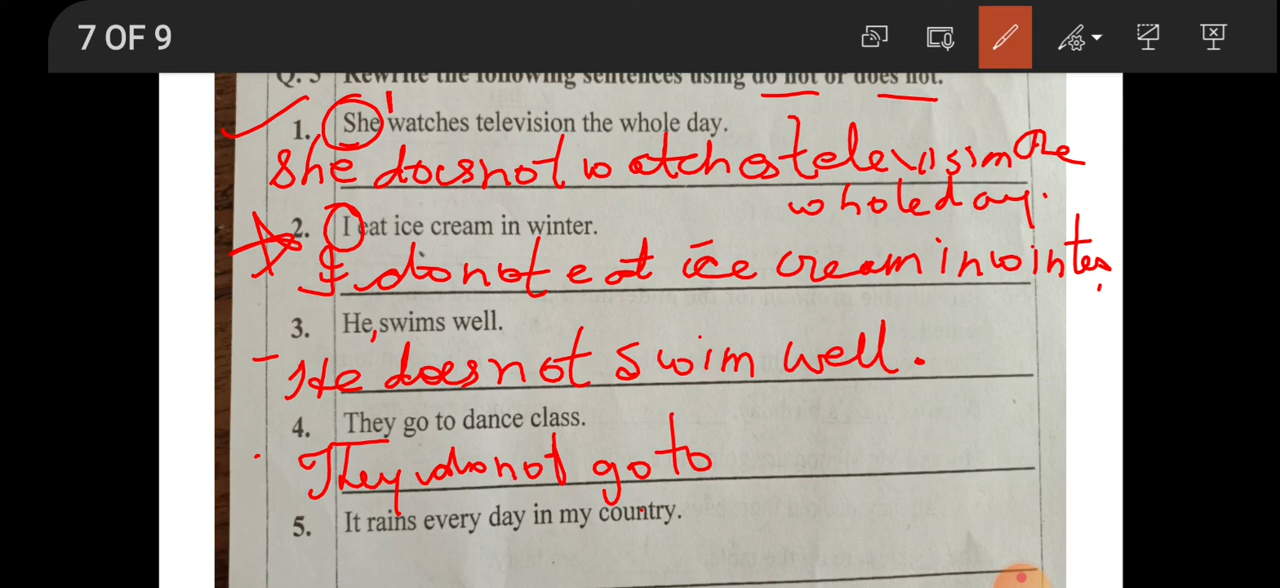 7 OF 9
Q. 3 Rewrite the following sentences using do not or does not.
1. She watches television the whole day.
She does not watches television the
whole day.
2. I eat ice cream in winter.
I do not eat ice cream in winter.
3. He swims well.
He does not swim well.
4. They go to dance class.
They do not go to
5. It rains every day in my country.